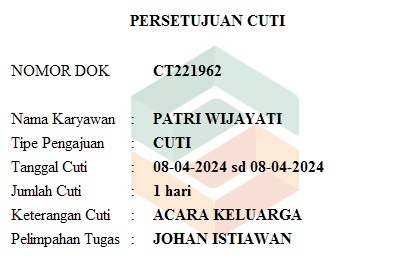 PERSETUJUAN CUTI
NOMOR DOK CT221962
Nama Karyawan : PATRI WIJAYATI
Tipe Pengajuan : CUTI
Tanggal Cuti : 08-04-2024 sd 08-04-2024
Jumlah Cuti : 1 hari
Keterangan Cuti : ACARA KELUARGA
Pelimpahan Tugas : JOHAN ISTIAWAN